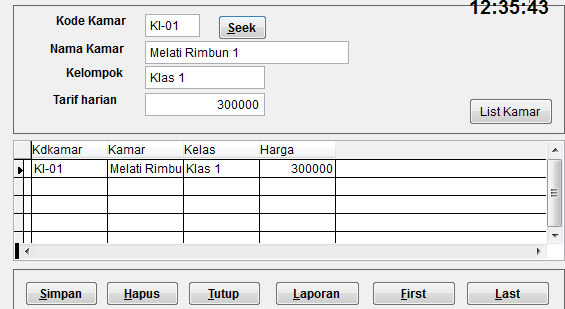 12:35:43
Kode Kamar KI-01 Seek
Nama Kamar Melati Rimbun 1
Kelompok Klas 1
Tarif harian 300000
List Kamar
Kdkamar Kamar Kelas Harga
KI-01 Melati Rimbu Klas 1 300000
Simpan Hapus Tutup Laporan First Last